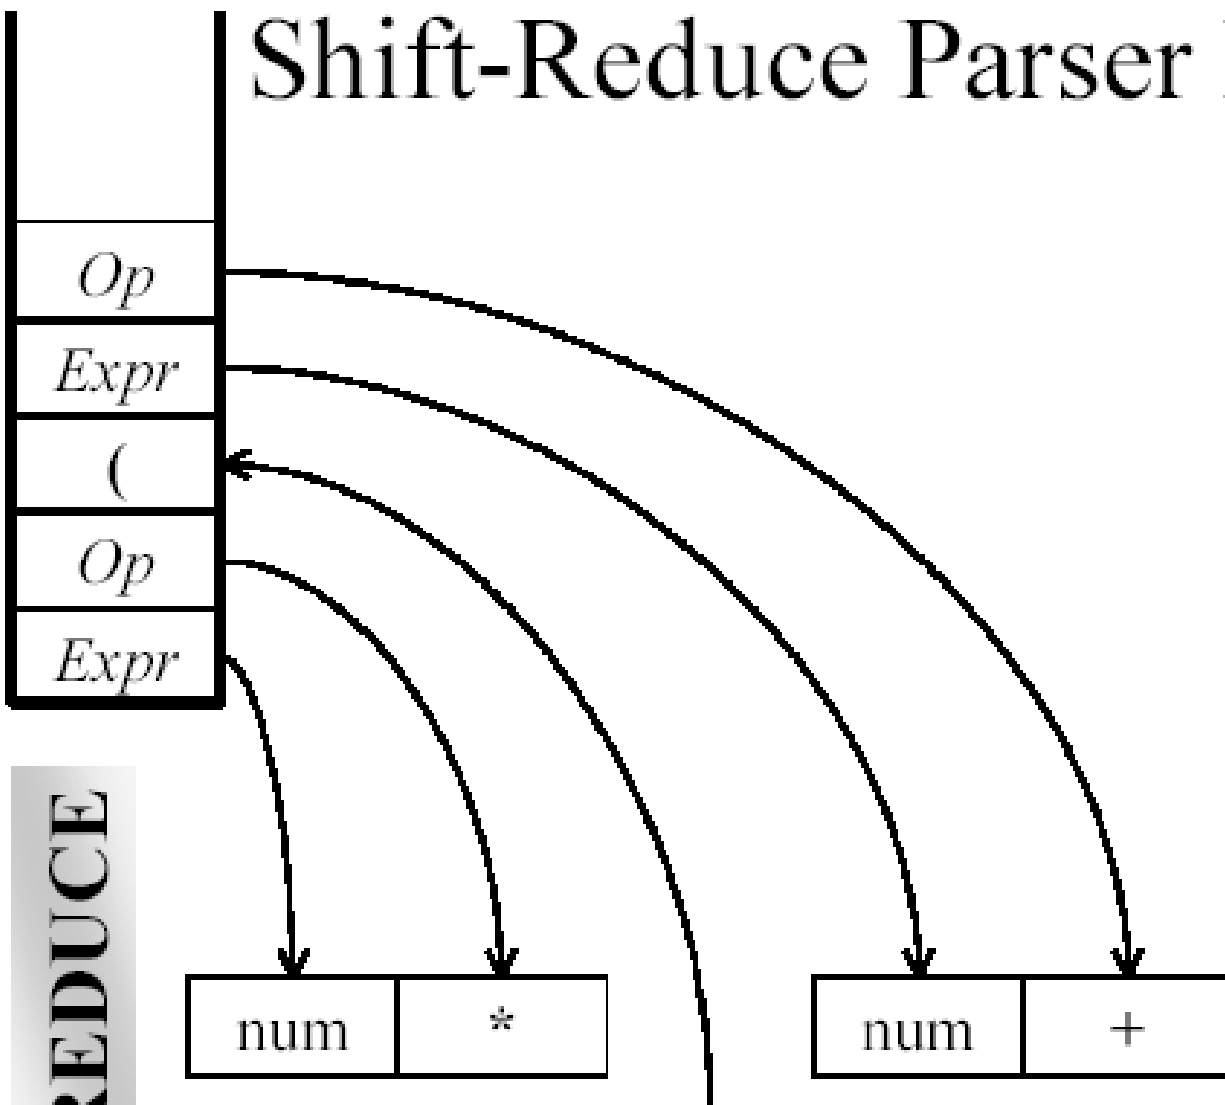 Shift-Reduce Parser
Op
Expr
(
Op
Expr
REDUCE
num
*
num
+